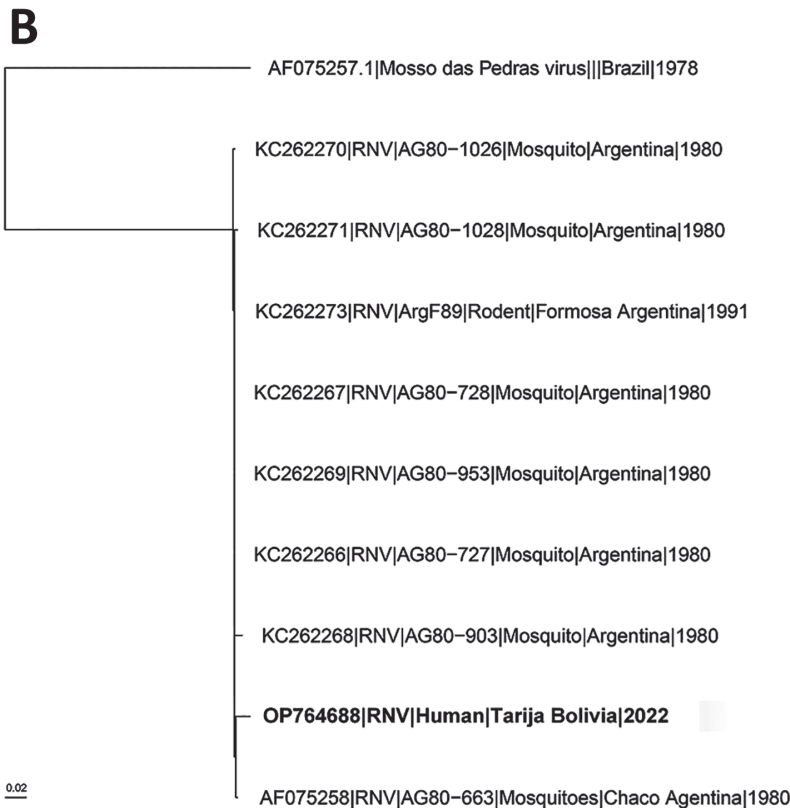 B
AF075257.1|Mosso das Pedras virus|||Brazil|1978
KC262270|RNV|AG80−1026|Mosquito|Argentina|1980
KC262271|RNV|AG80−1028|Mosquito|Argentina|1980
KC262273|RNV|ArgF89|Rodent|Formosa Argentina|1991
KC262267|RNV|AG80−728|Mosquito|Argentina|1980
KC262269|RNV|AG80−953|Mosquito|Argentina|1980
KC262266|RNV|AG80−727|Mosquito|Argentina|1980
KC262268|RNV|AG80−903|Mosquito|Argentina|1980
OP764688|RNV|Human|Tarija Bolivia|2022
0.02
AF075258|RNV|AG80−663|Mosquitoes|Chaco Agentina|1980